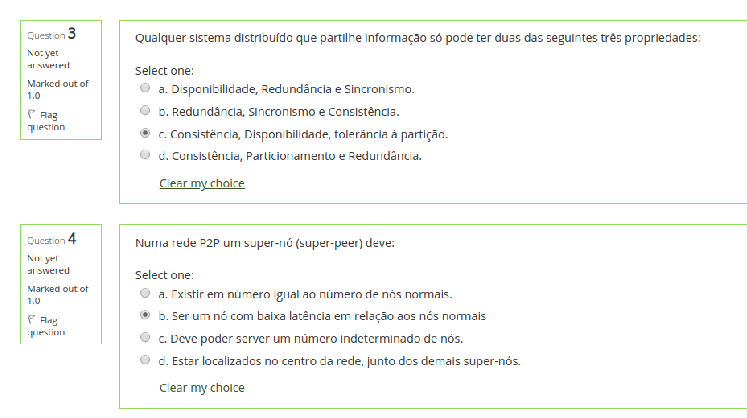 Question 3
Not yet
answered
Marked out of
1.0
Flag
question
Qualquer sistema distribuído que partilhe informação só pode ter duas das seguintes três propriedades:
Select one:
a. Disponibilidade, Redundância e Sincronismo.
b. Redundância, Sincronismo e Consistência.
c. Consistência, Disponibilidade, tolerância à partição.
d. Consistência, Particionamento e Redundância.
Clear my choice
Question 4
Not yet
answered
Marked out of
1.0
Flag
question
Numa rede P2P um super-nó (super-peer) deve:
Select one:
a. Existir em número igual ao número de nós normais.
b. Ser um nó com baixa latência em relação aos nós normais
c. Deve poder server um número indeterminado de nós.
d. Estar localizados no centro da rede, junto dos demais super-nós.
Clear my choice